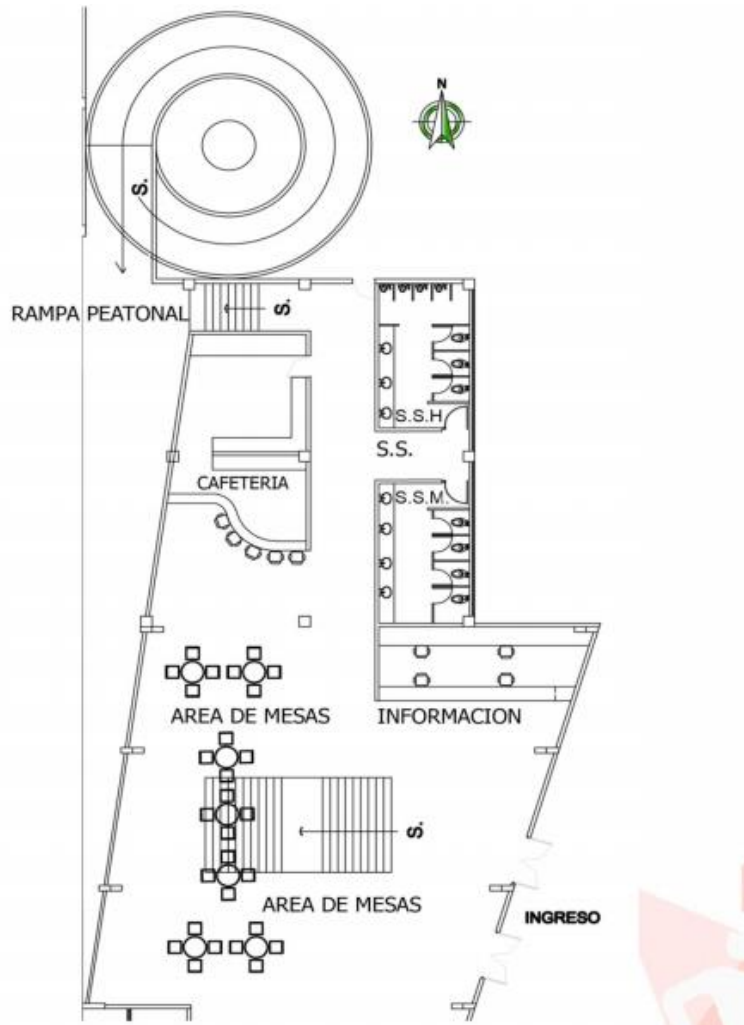 N
S.
RAMPA PEATONAL
S.
S.S.H
S.S.
CAFETERIA
S.S.M.
AREA DE MESAS
INFORMACION
S.
AREA DE MESAS
INGRESO